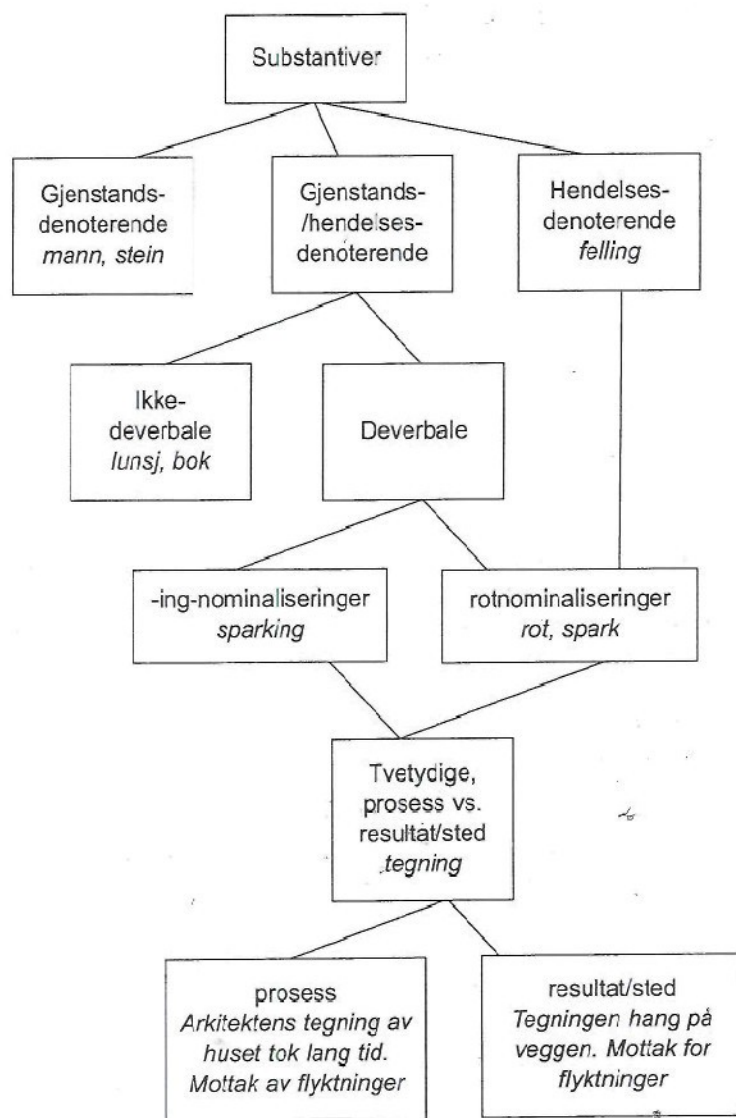 Substantiver
Gjenstands-
denoterende
mann, stein
Gjenstands-
/hendelses-
denoterende
Hendelses-
denoterende
felling
Ikke-
deverbale
lunsj, bok
Deverbale
-ing-nominaliseringer
sparking
rotnominaliseringer
rot, spark
Tvetydige,
prosess vs.
resultat/sted
tegning
prosess
Arkitektens tegning av
huset tok lang tid.
Mottak av flyktninger
resultat/sted
Tegningen hang på
veggen. Mottak for
flyktninger